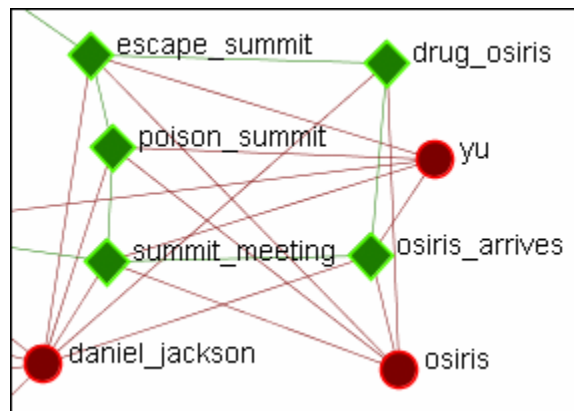 escape_summit
drug_osiris
poison_summit
yu
summit_meeting
osiris_arrives
daniel_jackson
osiris